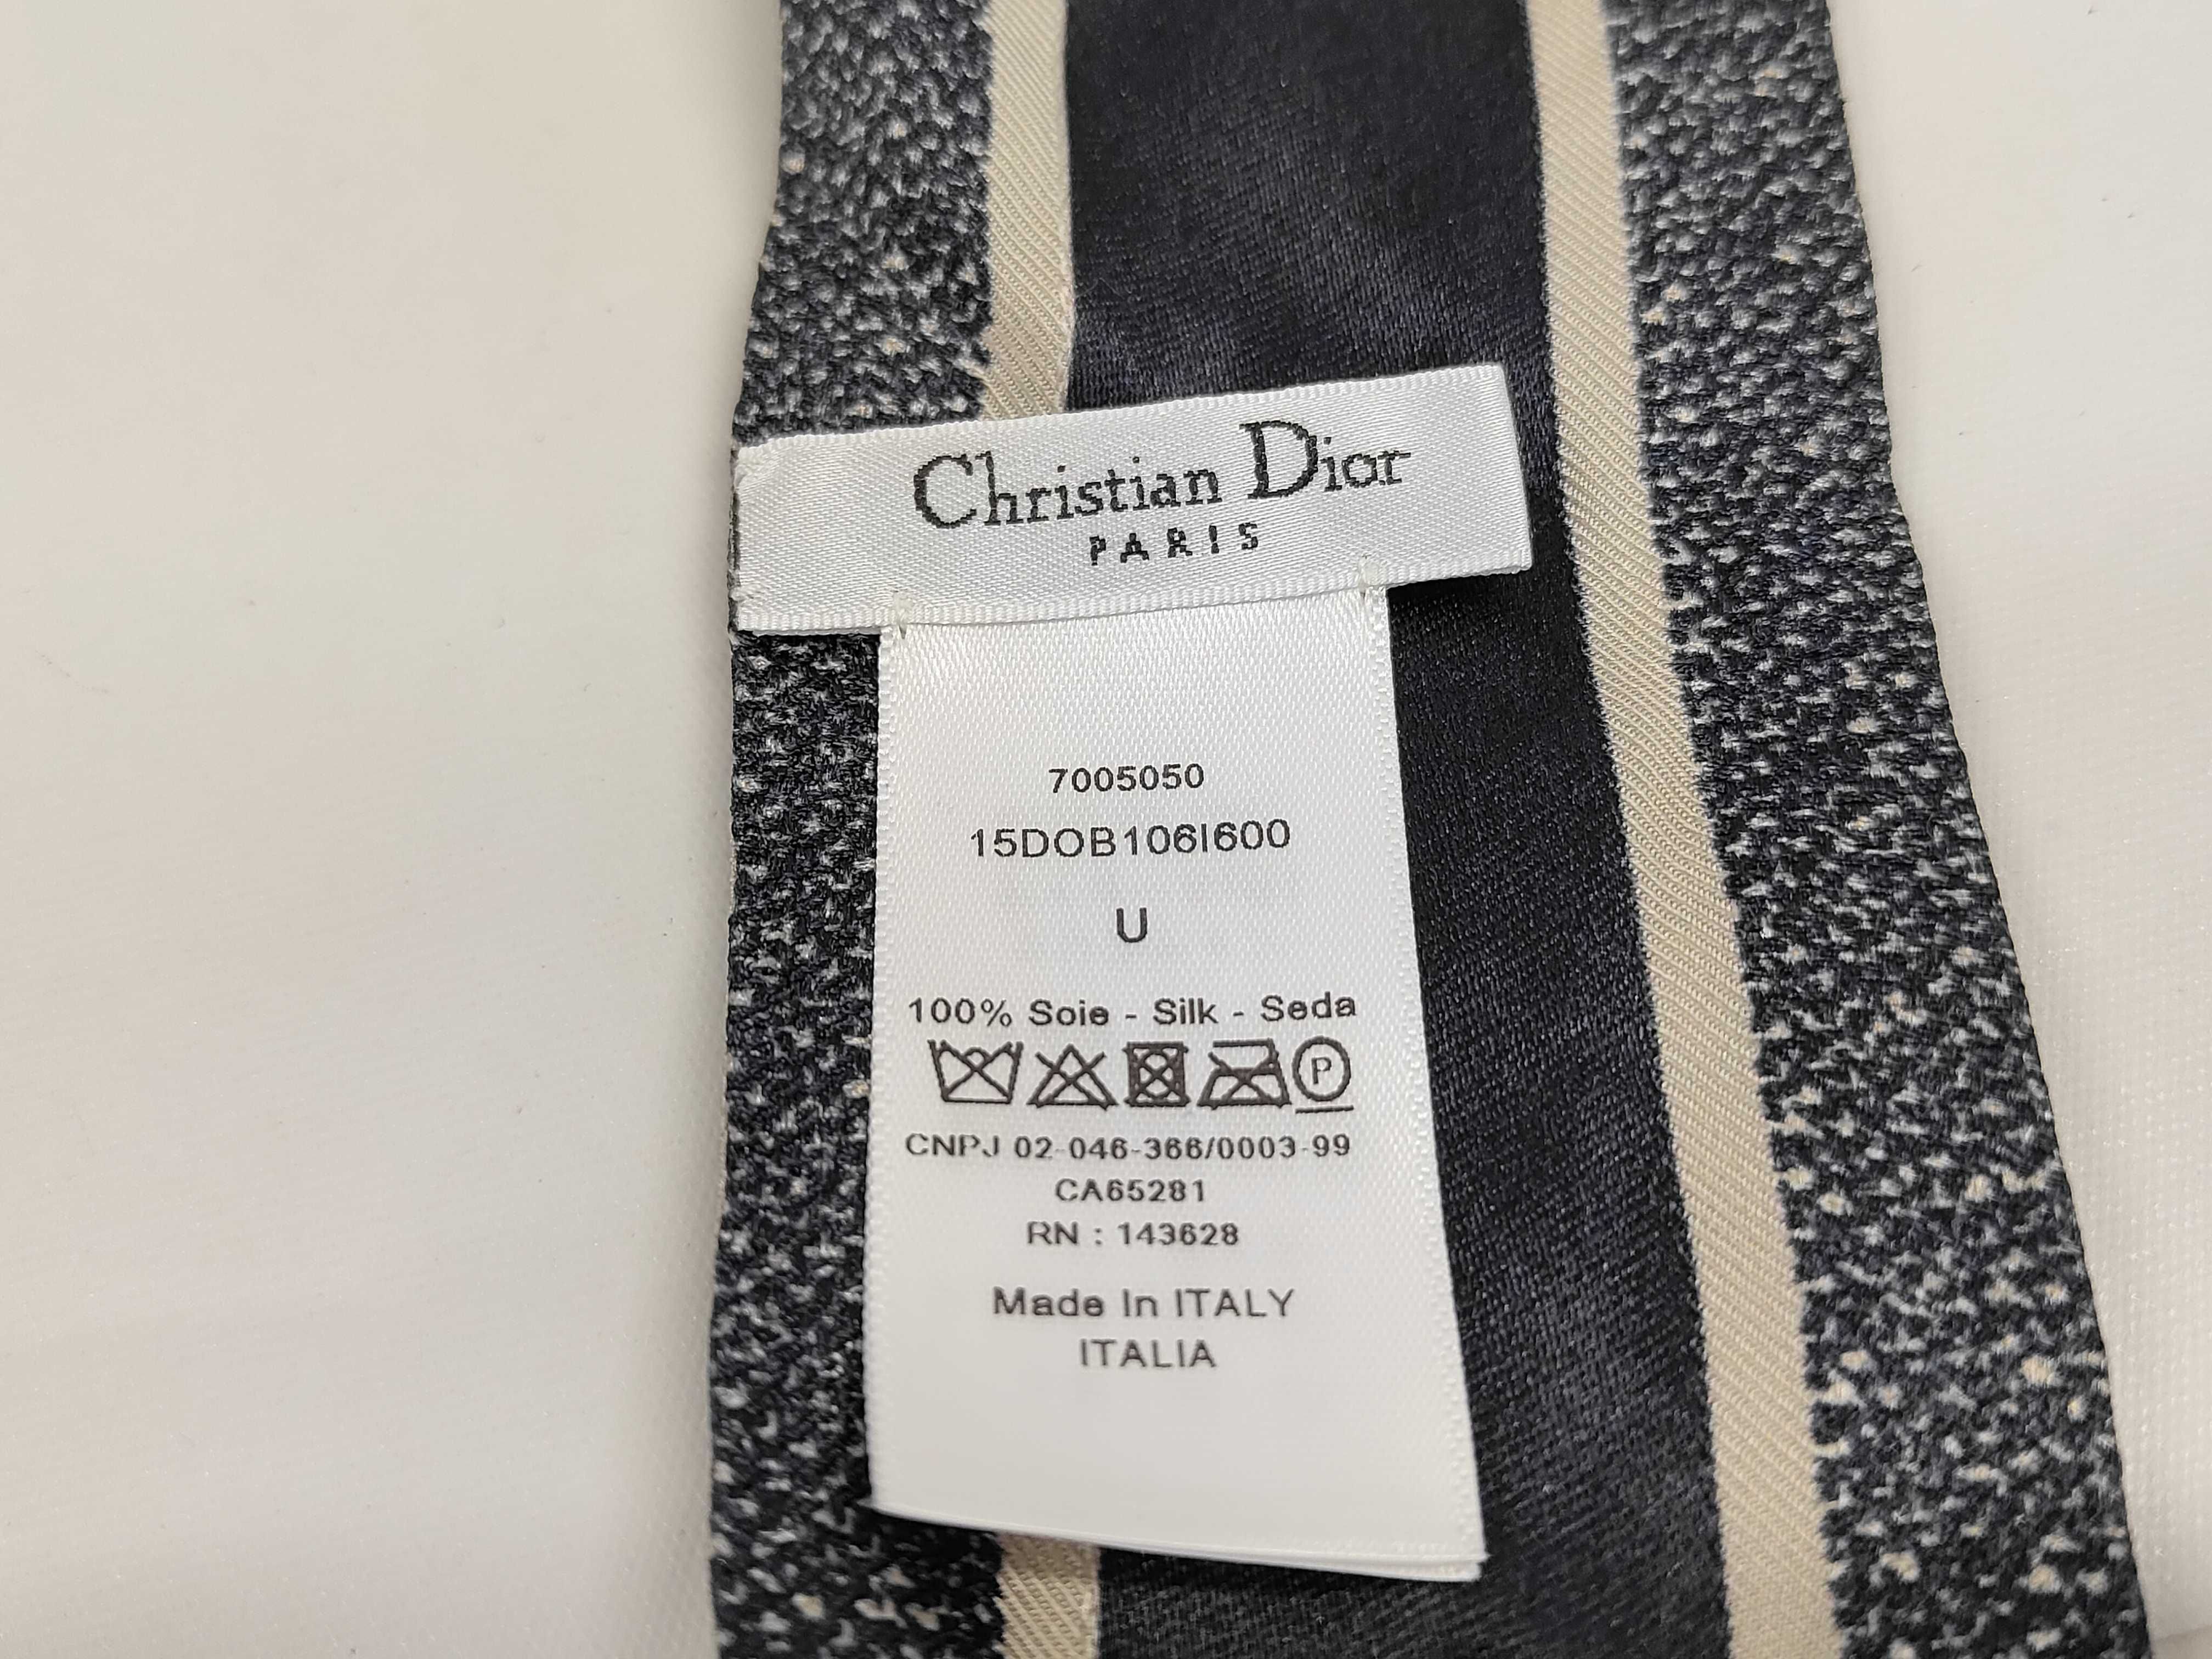 Christian Dior
PARIS
7005050
15DOB106I600
U
100% Soie - Silk - Seda
P
CNPJ 02-046-366/0003-99
CA65281
RN : 143628
Made In ITALY
ITALIA